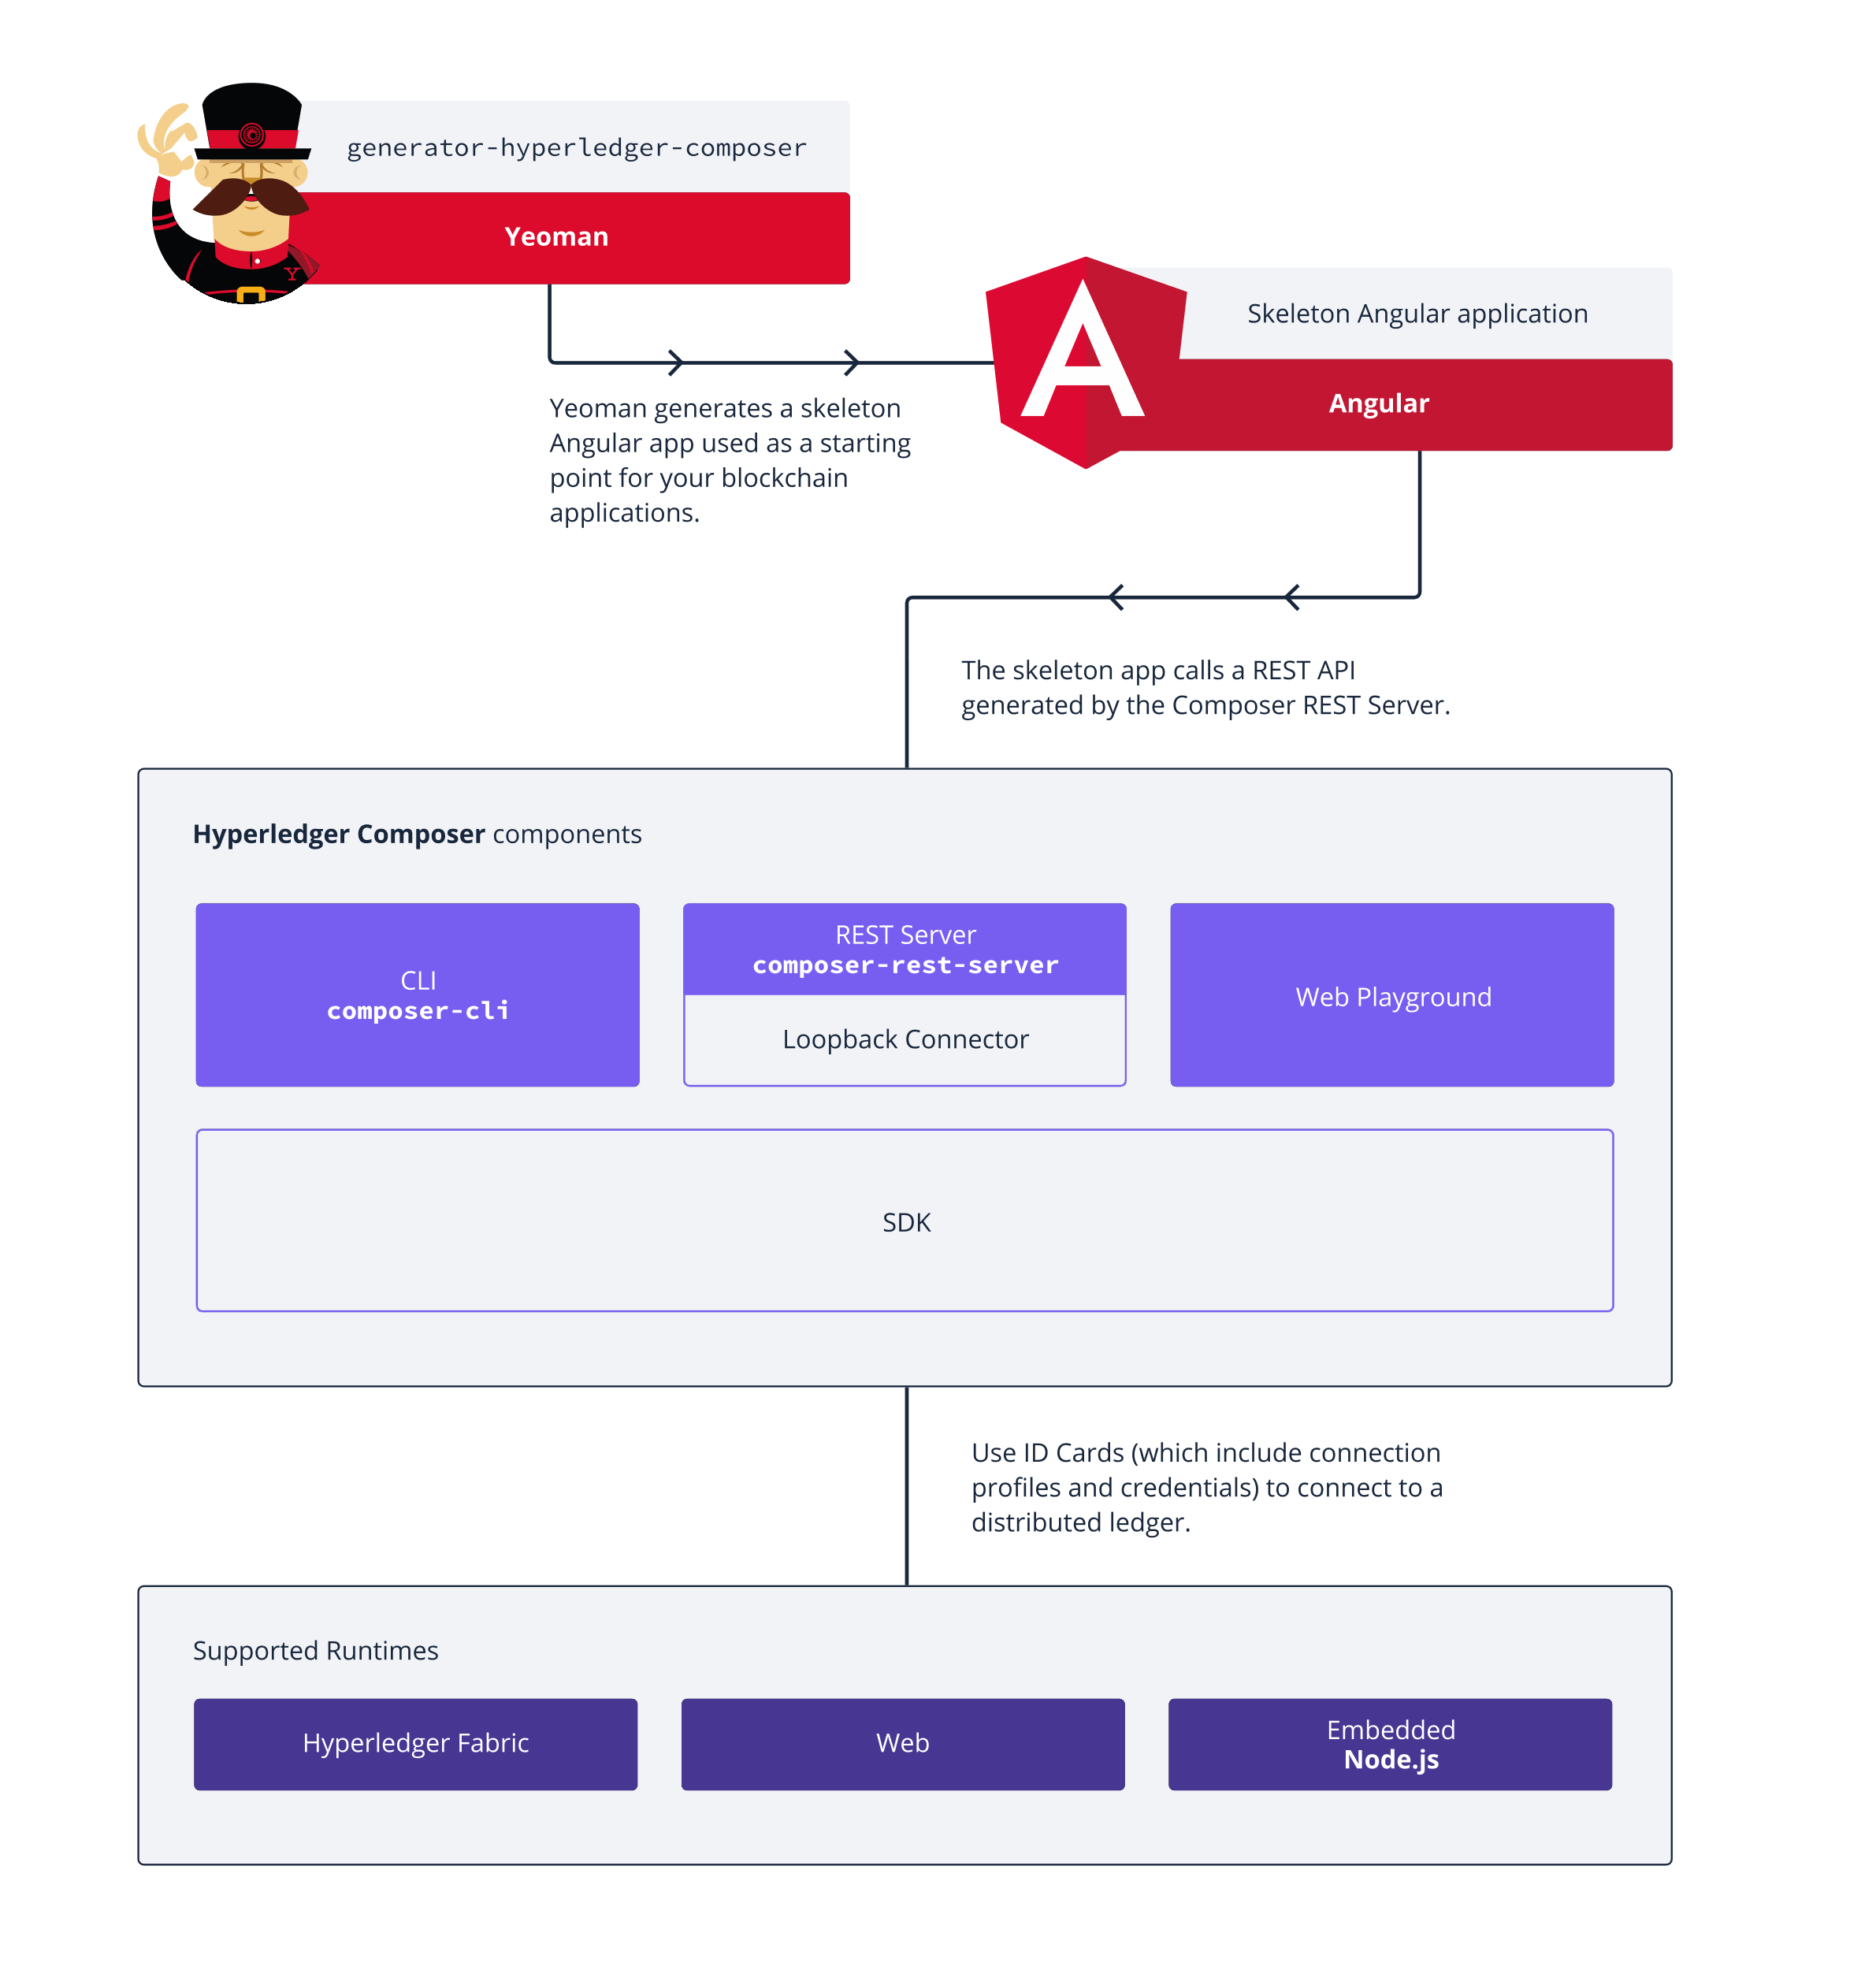 generator-hyperledger-composer
Yeoman
Y
Skeleton Angular application
A
Angular
Yeoman generates a skeleton
Angular app used as a starting
point for your blockchain
applications.
The skeleton app calls a REST API
generated by the Composer REST Server.
Hyperledger Composer components
CLI
composer-cli
REST Server
composer-rest-server
Loopback Connector
Web Playground
SDK
Use ID Cards (which include connection
profiles and credentials) to connect to a
distributed ledger.
Supported Runtimes
Hyperledger Fabric
Web
Embedded
Node.js